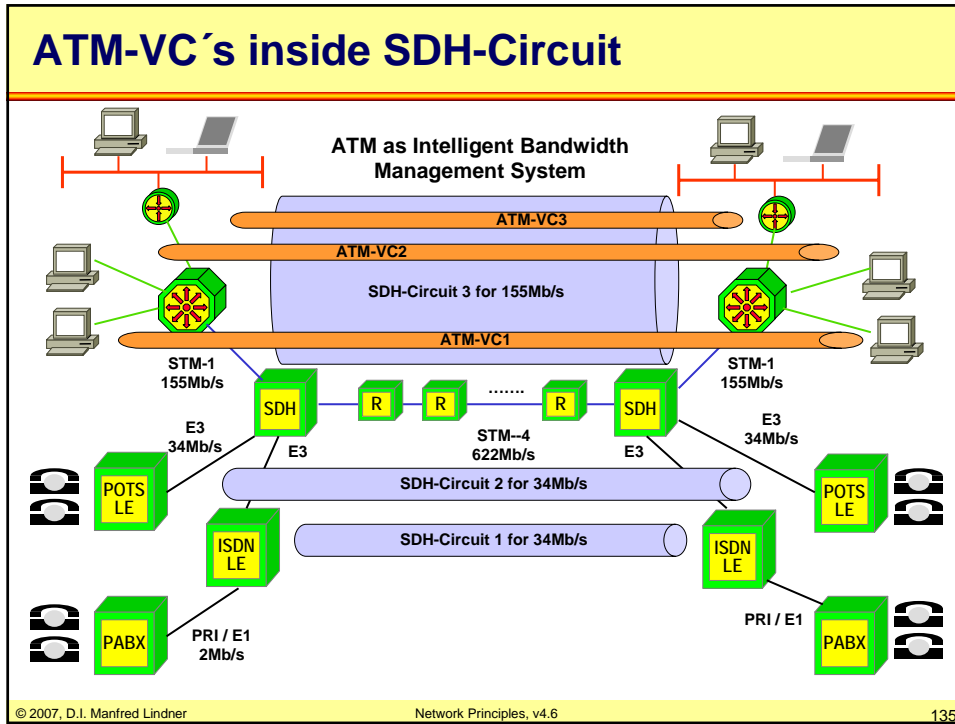 ATM-VC´s inside SDH-Circuit
ATM as Intelligent Bandwidth
Management System
ATM-VC3
ATM-VC2
SDH-Circuit 3 for 155Mb/s
ATM-VC1
STM-1
155Mb/s
STM-1
155Mb/s
SDH
R
R
.......
R
SDH
E3
34Mb/s
E3
STM--4
622Mb/s
E3
E3
34Mb/s
POTS
LE
SDH-Circuit 2 for 34Mb/s
POTS
LE
ISDN
LE
SDH-Circuit 1 for 34Mb/s
ISDN
LE
PABX
PRI / E1
2Mb/s
PRI / E1
PABX
© 2007, D.I. Manfred Lindner
Network Principles, v4.6
135